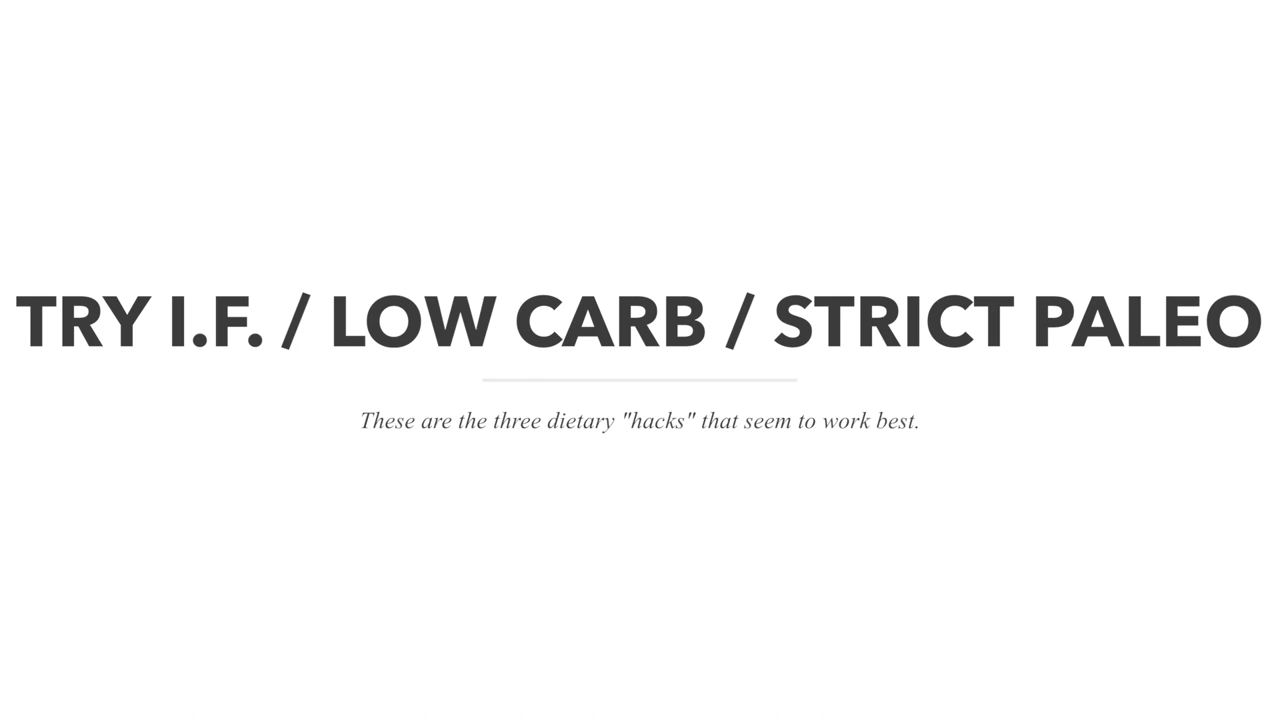 TRY I.F. / LOW CARB / STRICT PALEO
These are the three dietary "hacks" that seem to work best.